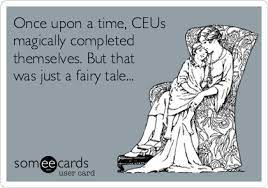 Once upon a time, CEUs
magically completed
themselves. But that
was just a fairy tale...
someecards
user card